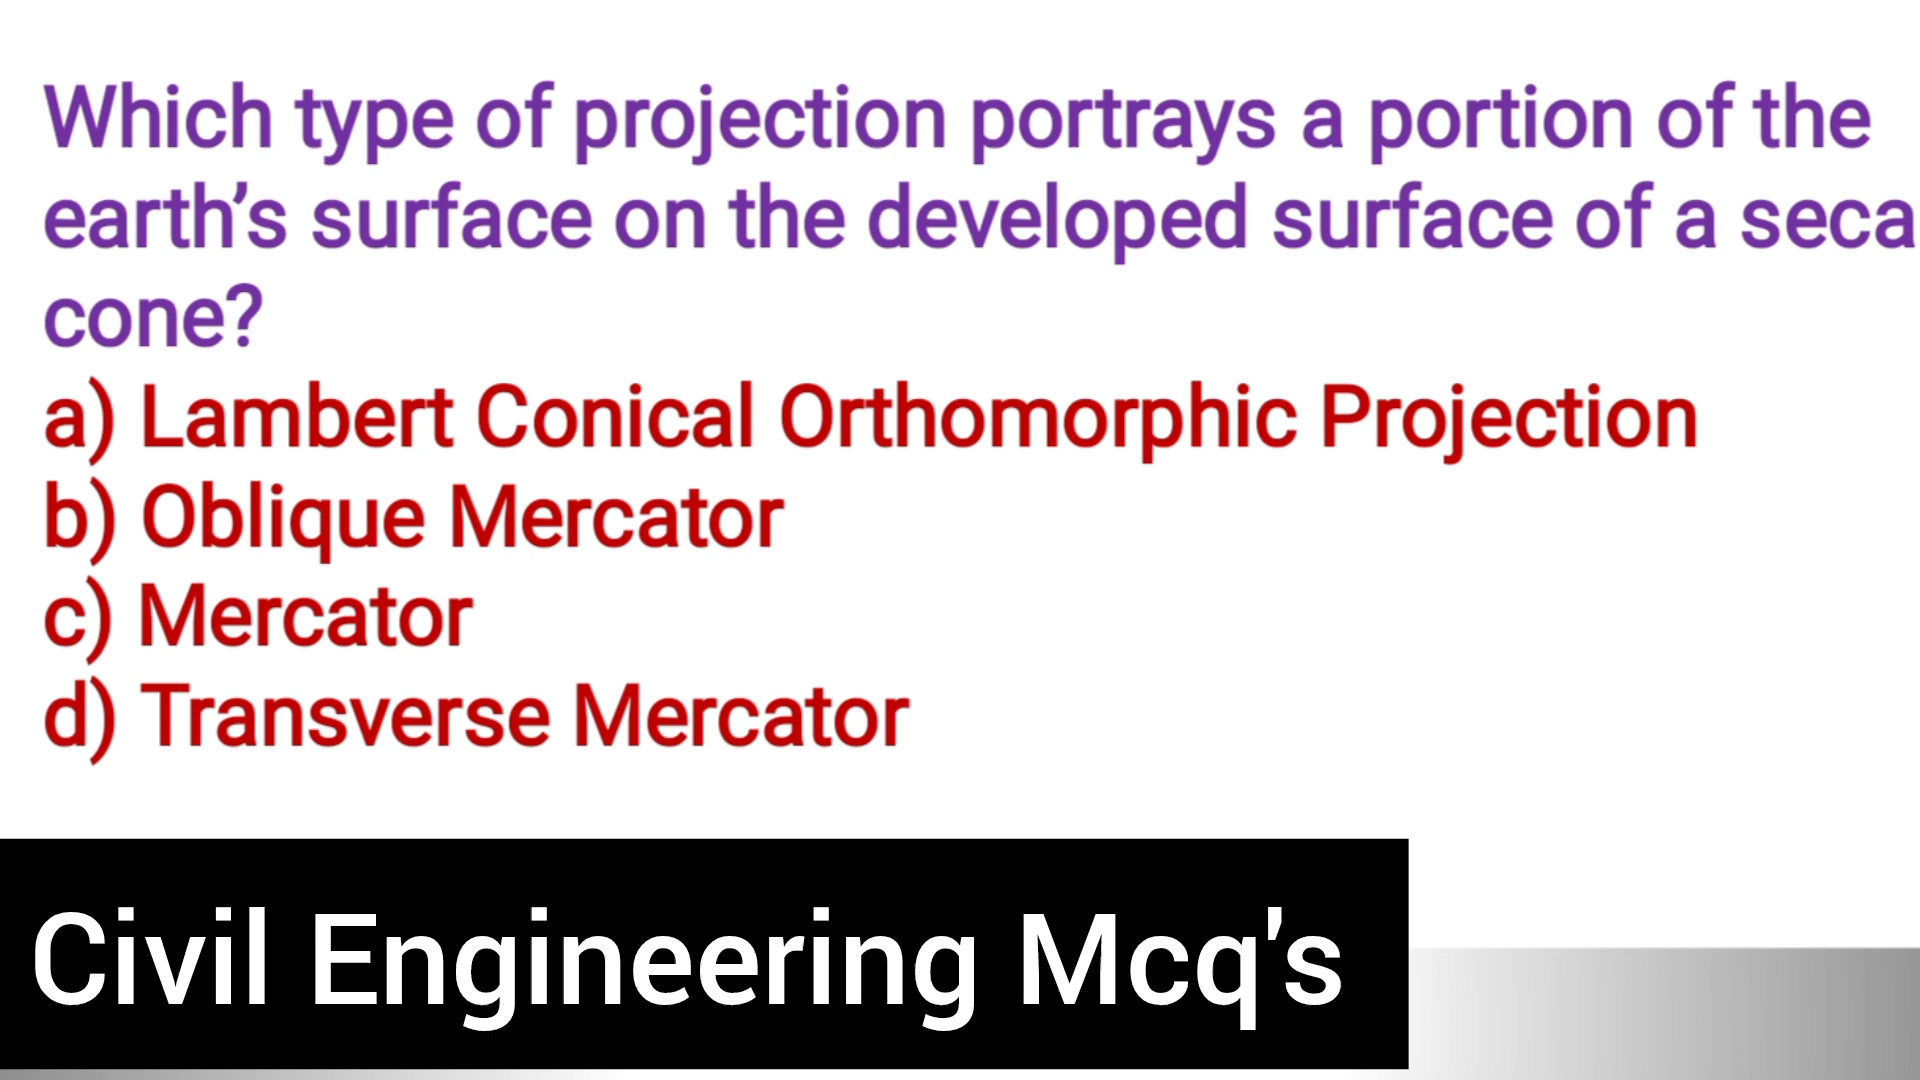 Which type of projection portrays a portion of the
earth’s surface on the developed surface of a seca
cone?
a) Lambert Conical Orthomorphic Projection
b) Oblique Mercator
c) Mercator
d) Transverse Mercator
Civil Engineering Mcq's